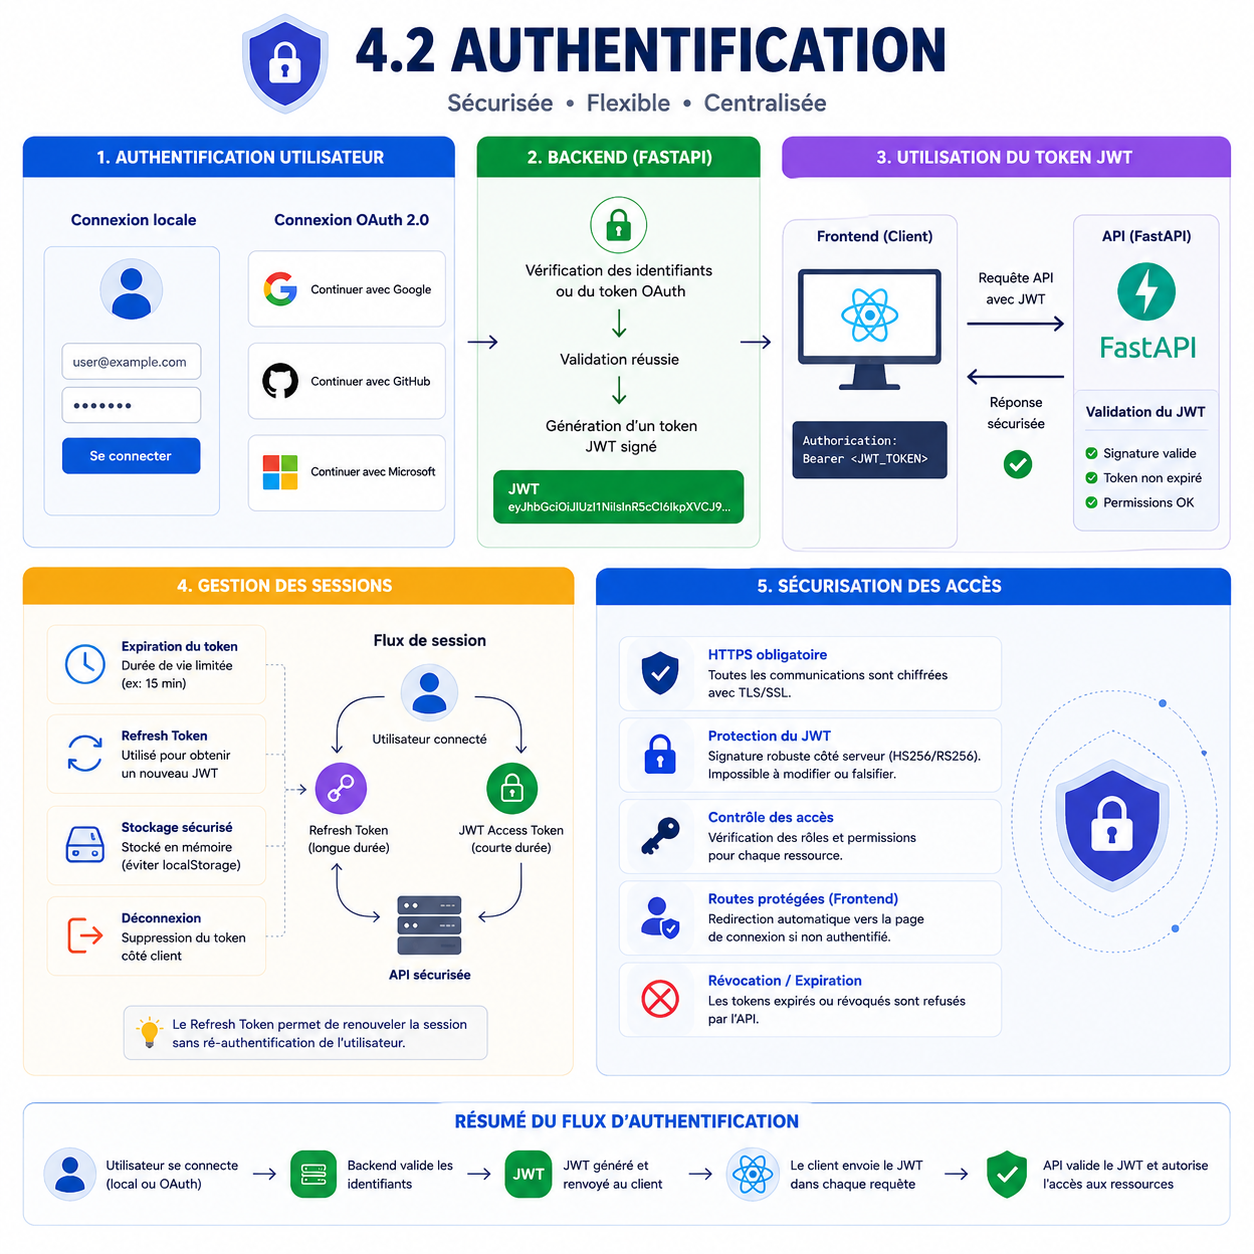 4.2 AUTHENTIFICATION
Sécurisée • Flexible • Centralisée
1. AUTHENTIFICATION UTILISATEUR
Connexion locale
user@example.com
•••••••
Se connecter
Connexion OAuth 2.0
Continuer avec Google
Continuer avec GitHub
Continuer avec Microsoft
2. BACKEND (FASTAPI)
Vérification des identifiants
ou du token OAuth
Validation réussie
Génération d'un token
JWT signé
JWT
eyJhbGciOiJIUzI1NiIsInR5cCI6IkpXVCJ9...
3. UTILISATION DU TOKEN JWT
Frontend (Client)
Authorication:
Bearer <JWT_TOKEN>
Requête API
avec JWT
Réponse
sécurisée
API (FastAPI)
FastAPI
Validation du JWT
Signature valide
Token non expiré
Permissions OK
4. GESTION DES SESSIONS
Expiration du token
Durée de vie limitée
(ex: 15 min)
Refresh Token
Utilisé pour obtenir
un nouveau JWT
Stockage sécurisé
Stocké en mémoire
(éviter localStorage)
Déconnexion
Suppression du token
côté client
Flux de session
Utilisateur connecté
Refresh Token
(longue durée)
JWT Access Token
(courte durée)
API sécurisée
Le Refresh Token permet de renouveler la session
sans ré-authentification de l'utilisateur.
5. SÉCURISATION DES ACCÈS
HTTPS obligatoire
Toutes les communications sont chiffrées
avec TLS/SSL.
Protection du JWT
Signature robuste côté serveur (HS256/RS256).
Impossible à modifier ou falsifier.
Contrôle des accès
Vérification des rôles et permissions
pour chaque ressource.
Routes protégées (Frontend)
Redirection automatique vers la page
de connexion si non authentifié.
Révocation / Expiration
Les tokens expirés ou révoqués sont refusés
par l'API.
RÉSUMÉ DU FLUX D'AUTHENTIFICATION
Utilisateur se connecte
(local ou OAuth)
Backend valide les
identifiants
JWT
JWT généré et
renvoyé au client
Le client envoie le JWT
dans chaque requête
API valide le JWT et autorise
l'accès aux ressources